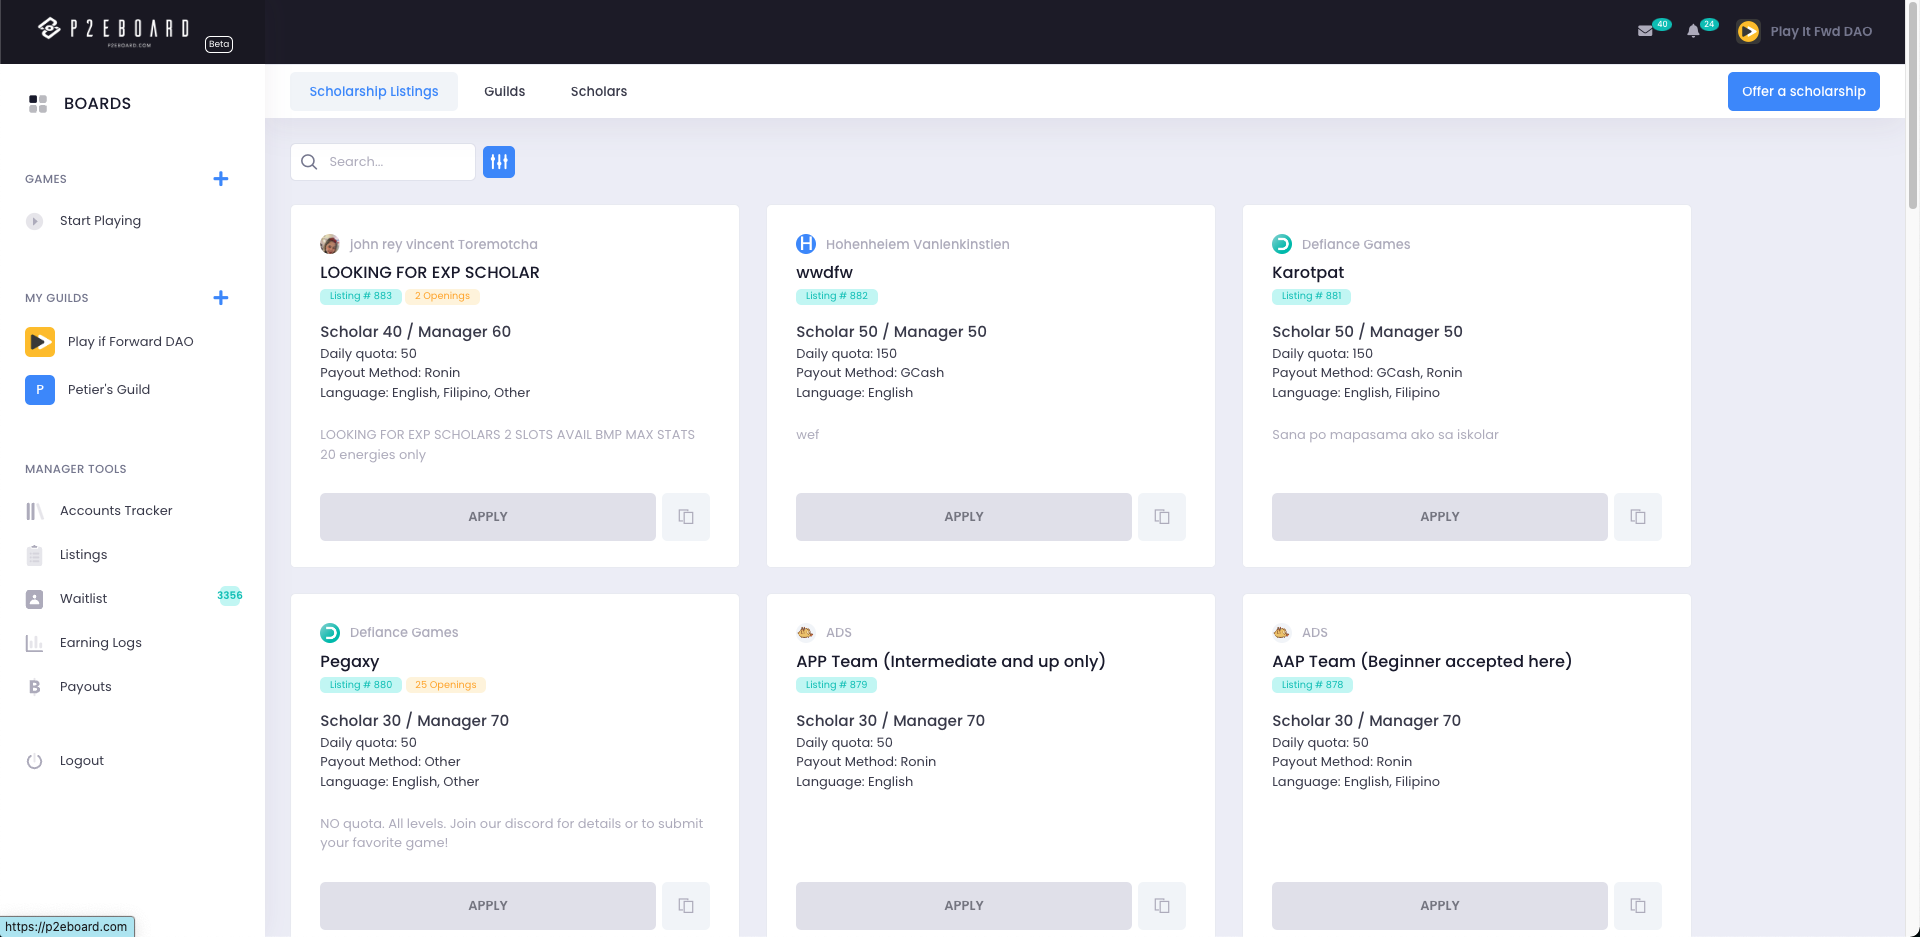 P2EBOARD
P2EBOARD.COM
Beta
40
24
Play It Fwd DAO
BOARDS
Scholarship Listings
Guilds
Scholars
Offer a scholarship
GAMES
Start Playing
MY GUILDS
Play if Forward DAO
P
Petier's Guild
MANAGER TOOLS
Accounts Tracker
Listings
Waitlist
3356
Earning Logs
Payouts
Logout
https://p2eboard.com
Search...
john rey vincent Toremotcha
LOOKING FOR EXP SCHOLAR
Listing # 883
2 Openings
Scholar 40 / Manager 60
Daily quota: 50
Payout Method: Ronin
Language: English, Filipino, Other
LOOKING FOR EXP SCHOLARS 2 SLOTS AVAIL BMP MAX STATS
20 energies only
APPLY
H
Hohenheiem Vanlenkinstien
wwdfw
Listing # 882
Scholar 50 / Manager 50
Daily quota: 150
Payout Method: GCash
Language: English
wef
APPLY
Defiance Games
Karotpat
Listing # 881
Scholar 50 / Manager 50
Daily quota: 150
Payout Method: GCash, Ronin
Language: English, Filipino
Sana po mapasama ako sa iskolar
APPLY
Defiance Games
Pegaxy
Listing # 880
25 Openings
Scholar 30 / Manager 70
Daily quota: 50
Payout Method: Other
Language: English, Other
NO quota. All levels. Join our discord for details or to submit
your favorite game!
APPLY
ADS
APP Team (Intermediate and up only)
Listing # 879
Scholar 30 / Manager 70
Daily quota: 50
Payout Method: Ronin
Language: English
APPLY
ADS
AAP Team (Beginner accepted here)
Listing # 878
Scholar 30 / Manager 70
Daily quota: 50
Payout Method: Ronin
Language: English, Filipino
APPLY